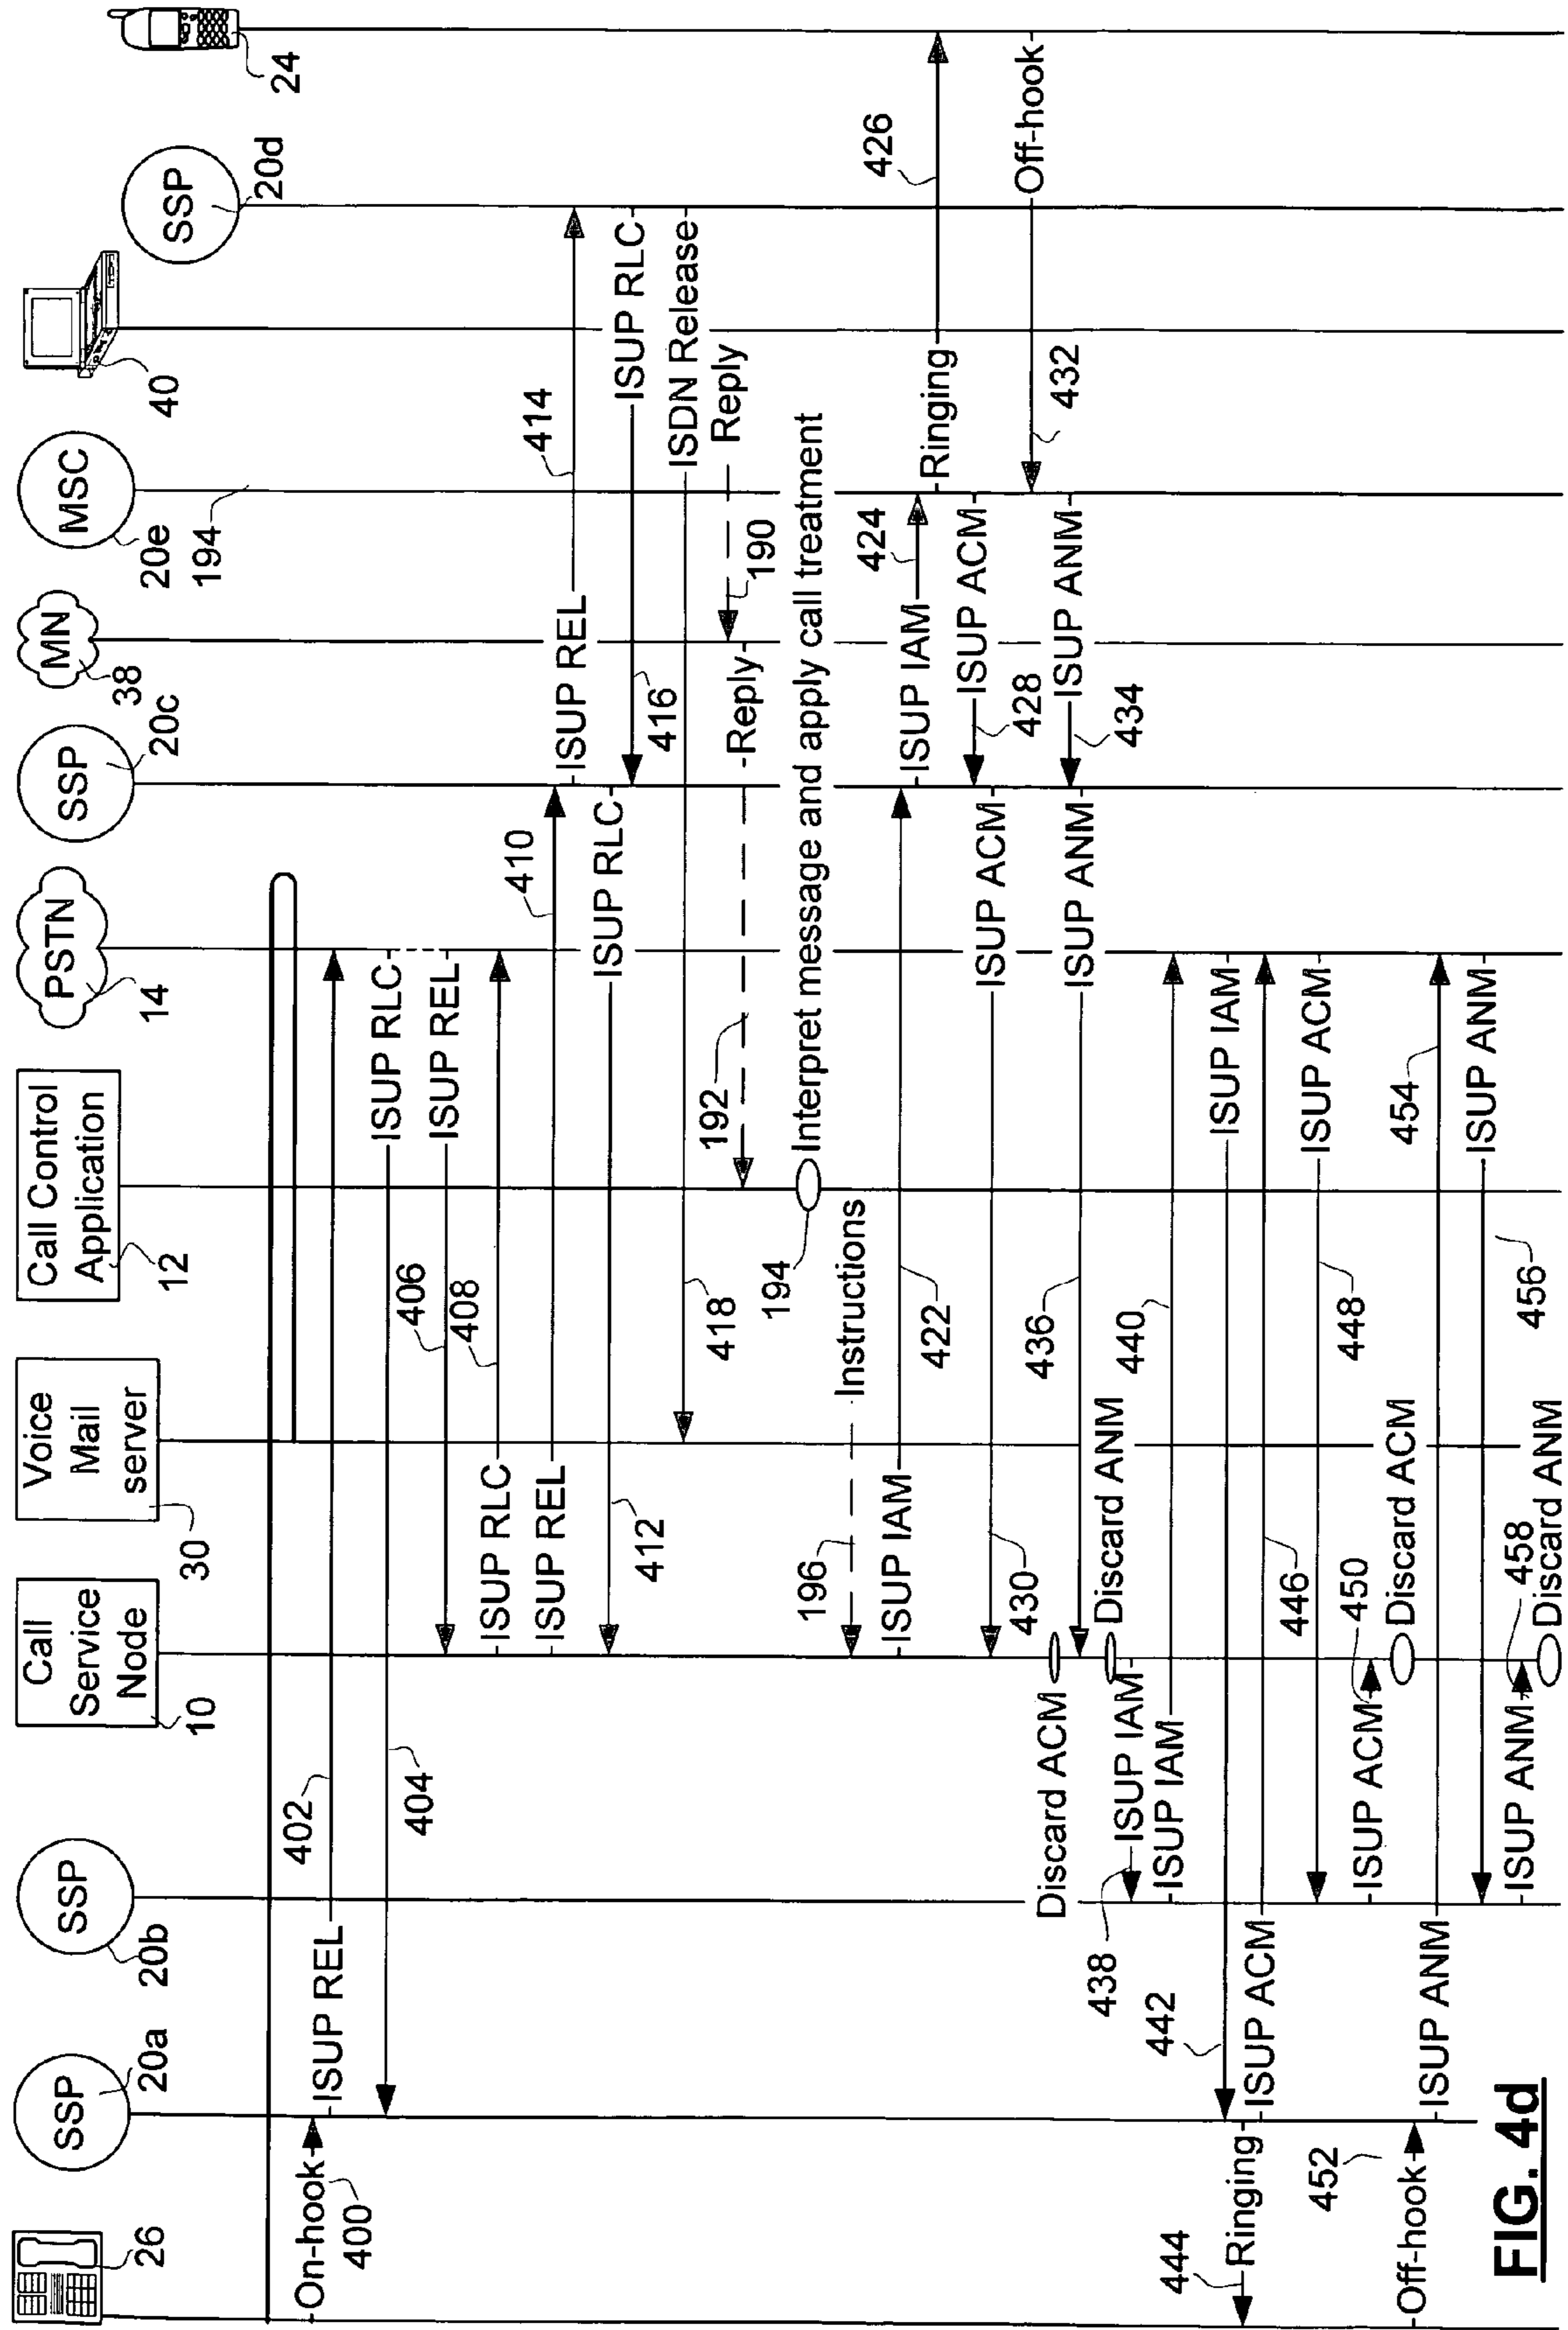 26
SSP
20a
SSP
20b
Call
Service
Node
10
Voice
Mail
server
30
Call Control
Application
12
PSTN
14
SSP
20c
MN
38
MSC
20e
194
40
SSP
20d
24
On-hook
400
ISUP REL
402
ISUP RLC
404
ISUP REL
406
ISUP RLC
408
ISUP REL
410
ISUP REL
414
ISUP RLC
412
ISUP RLC
416
ISDN Release
418
Reply
190
Reply
192
Interpret message and apply call treatment
194
Instructions
196
ISUP IAM
422
ISUP IAM
424
Ringing
426
ISUP ACM
428
ISUP ACM
430
Off-hook
432
Discard ACM
ISUP ANM
434
ISUP ANM
436
Discard ANM
ISUP IAM
438
ISUP IAM
440
ISUP IAM
442
Ringing
444
ISUP ACM
446
ISUP ACM
448
ISUP ACM
450
Discard ACM
Off-hook
452
ISUP ANM
454
ISUP ANM
456
ISUP ANM
458
Discard ANM
FIG. 4d